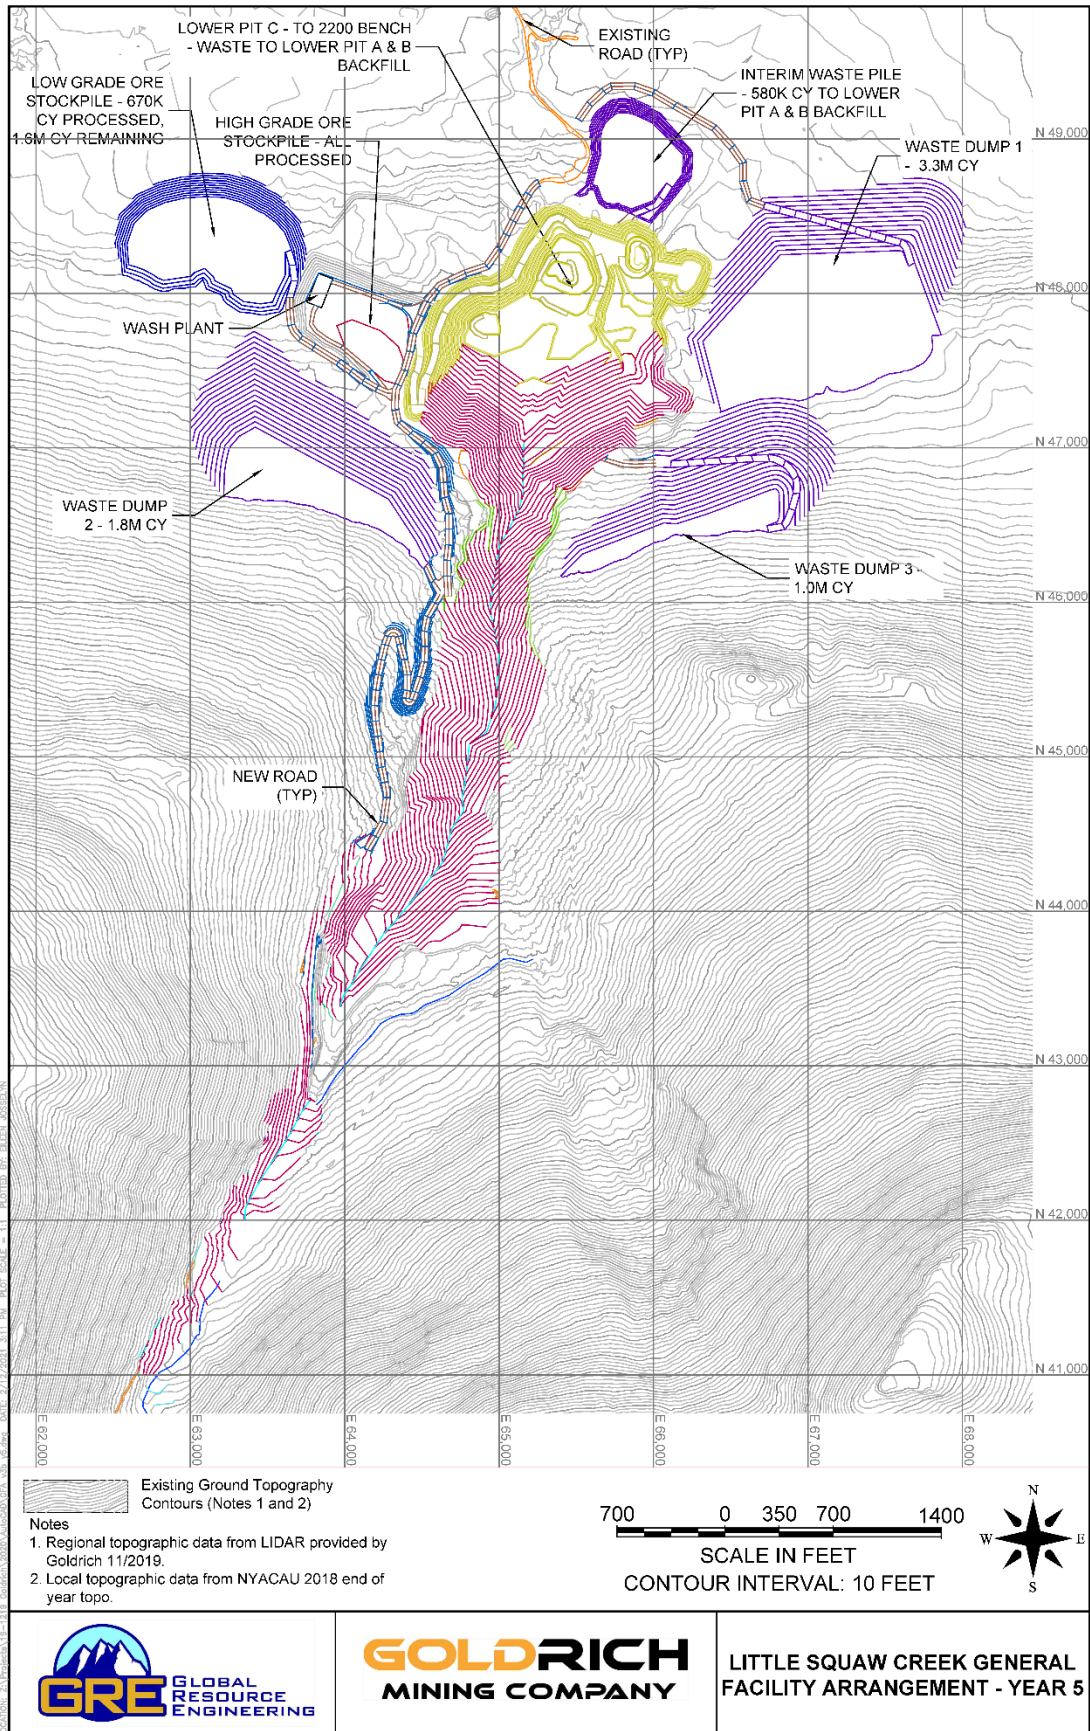 LOWER PIT C - TO 2200 BENCH
- WASTE TO LOWER PIT A & B
BACKFILL
EXISTING
ROAD (TYP)
LOW GRADE ORE
STOCKPILE - 670K
CY PROCESSED,
1.6M CY REMAINING
HIGH GRADE ORE
STOCKPILE - ALL
PROCESSED
INTERIM WASTE PILE
- 580K CY TO LOWER
PIT A & B BACKFILL
WASTE DUMP 1
- 3.3M CY
N 49,000
N 48,000
WASH PLANT
N 47,000
WASTE DUMP
2 - 1.8M CY
WASTE DUMP 3 -
1.0M CY
N 46,000
N 45,000
NEW ROAD
(TYP)
N 44,000
N 43,000
N 42,000
N 41,000
E 62,000
E 63,000
E 64,000
E 65,000
E 66,000
E 67,000
E 68,000
Existing Ground Topography
Contours (Notes 1 and 2)
Notes
1. Regional topographic data from LIDAR provided by
Goldrich 11/2019.
2. Local topographic data from NYACAU 2018 end of
year topo.
700 0 350 700 1400
SCALE IN FEET
CONTOUR INTERVAL: 10 FEET
N
W E
S
GRE
GLOBAL
RESOURCE
ENGINEERING
GOLDRICH
MINING COMPANY
LITTLE SQUAW CREEK GENERAL
FACILITY ARRANGEMENT - YEAR 5